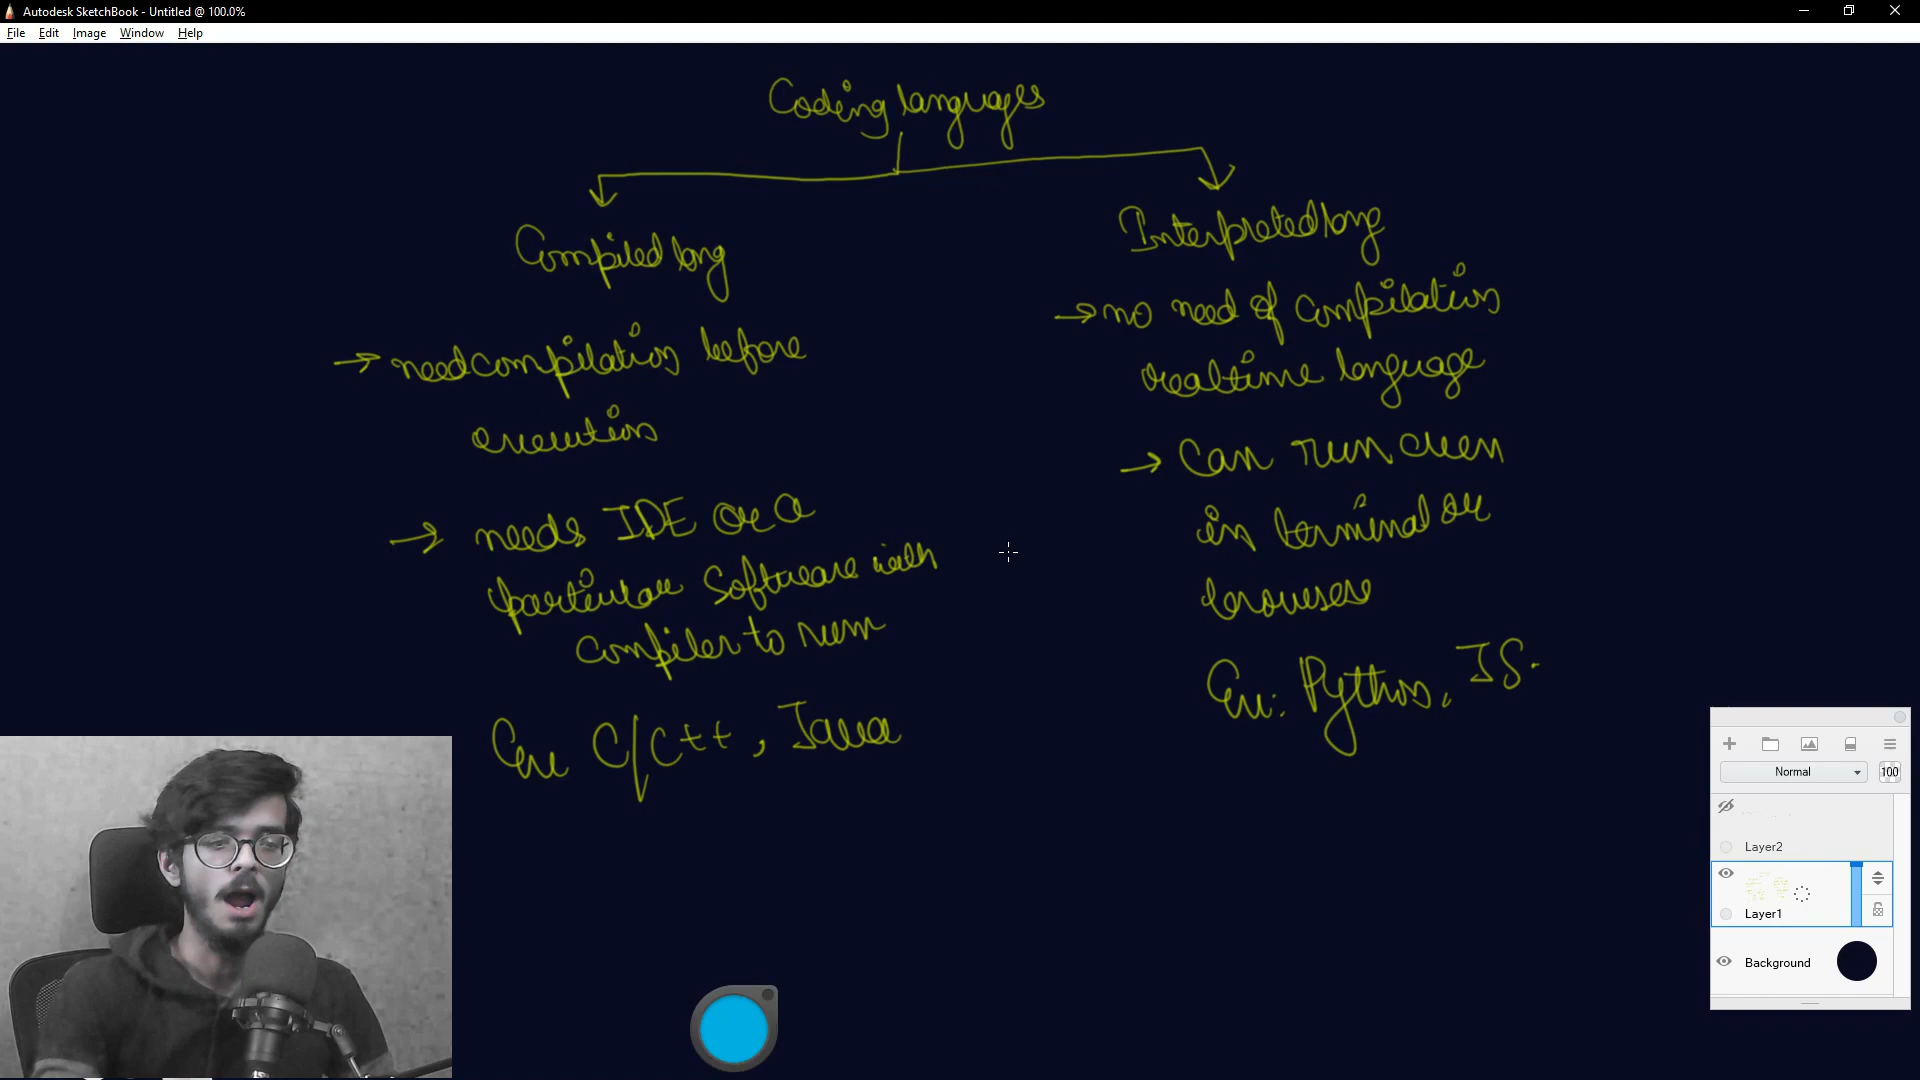 Autodesk SketchBook - Untitled @ 100.0%
File Edit Image Window Help
Coding languages
Compiled lang
→ need compilation before
execution
→ needs IDE or a
particular software with
compiler to run
Ex C/C++, Java
Interpreted lang
→ no need of compilation
realtime language
→ Can run even
in terminal or
browsers
Ex: Python, JS.
Normal 100
Layer2
Layer1
Background